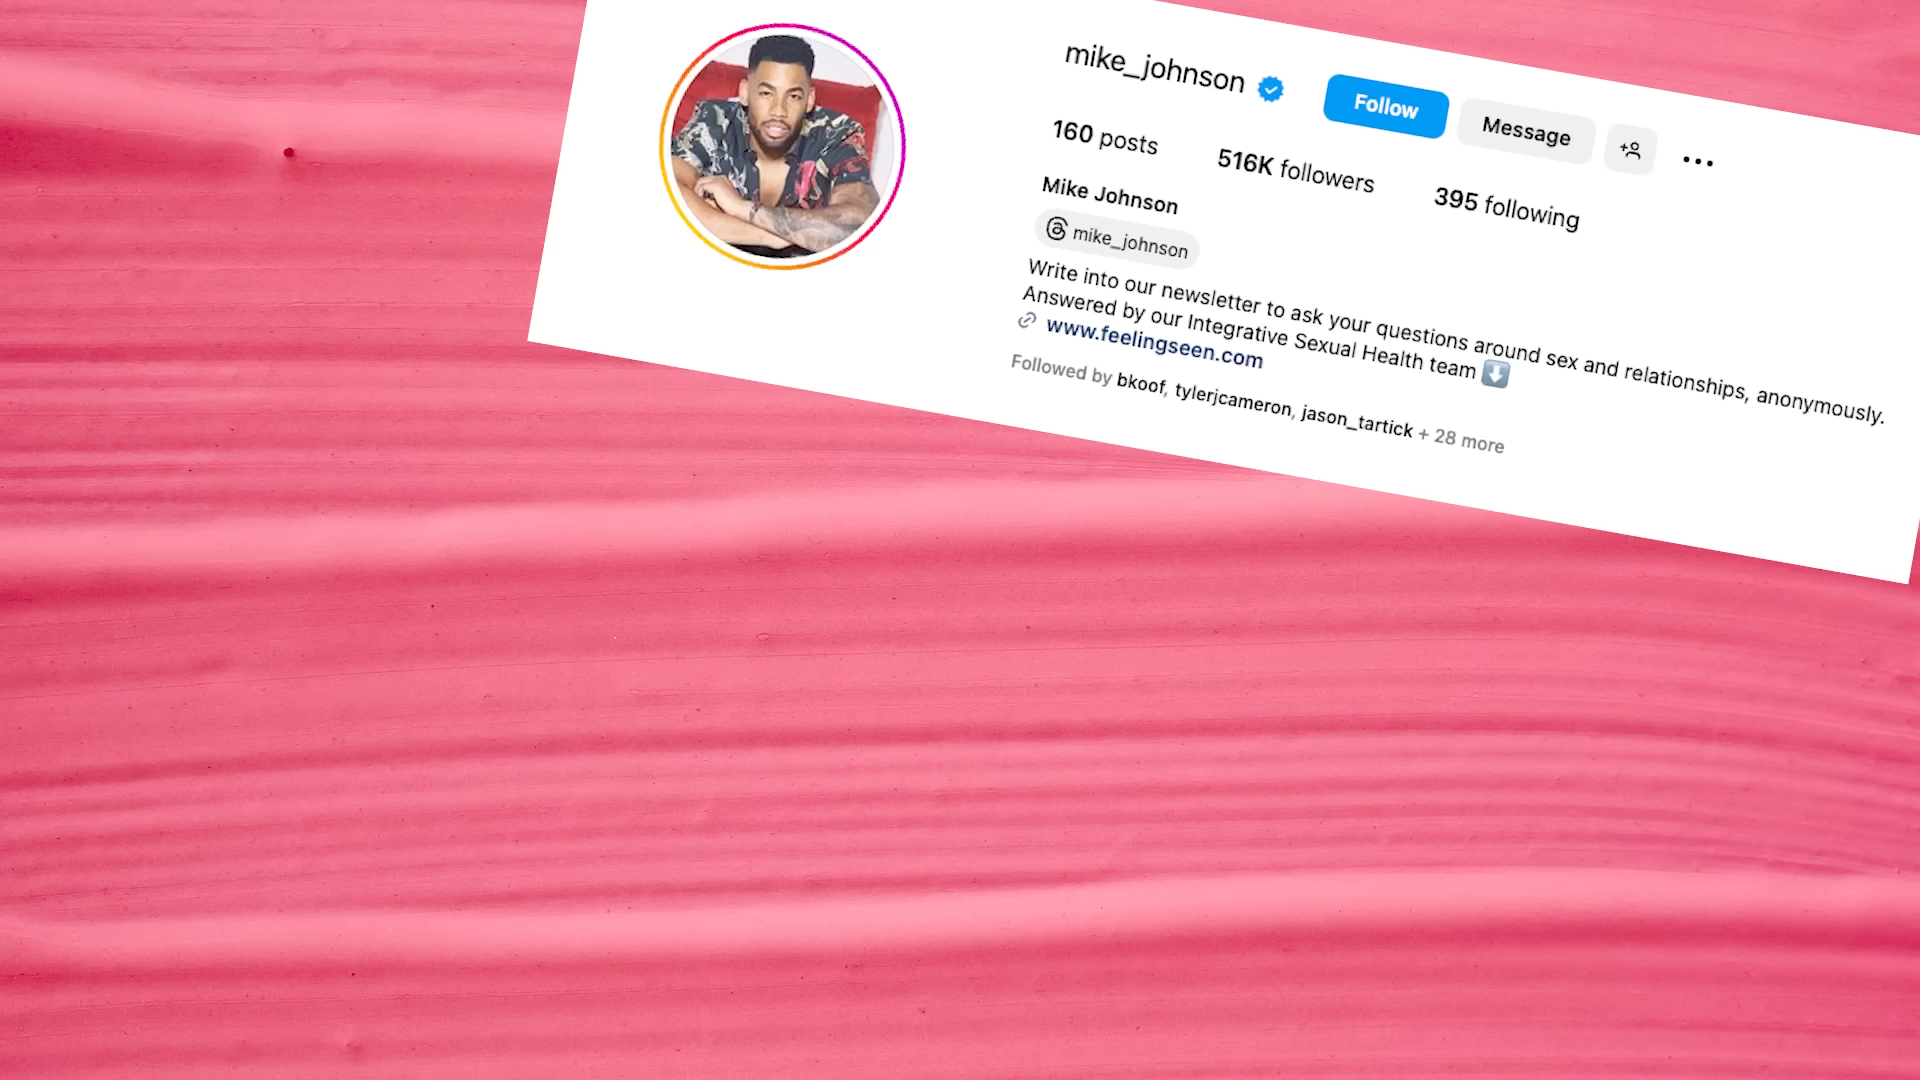 mike_johnson
Follow
Message
160 posts
516K followers
395 following
Mike Johnson
mike_johnson
Write into our newsletter to ask your questions around sex and relationships, anonymously.
Answered by our Integrative Sexual Health team ⬇️
www.feelingseen.com
Followed by bkoof, tylerjcameron, jason_tartick + 28 more